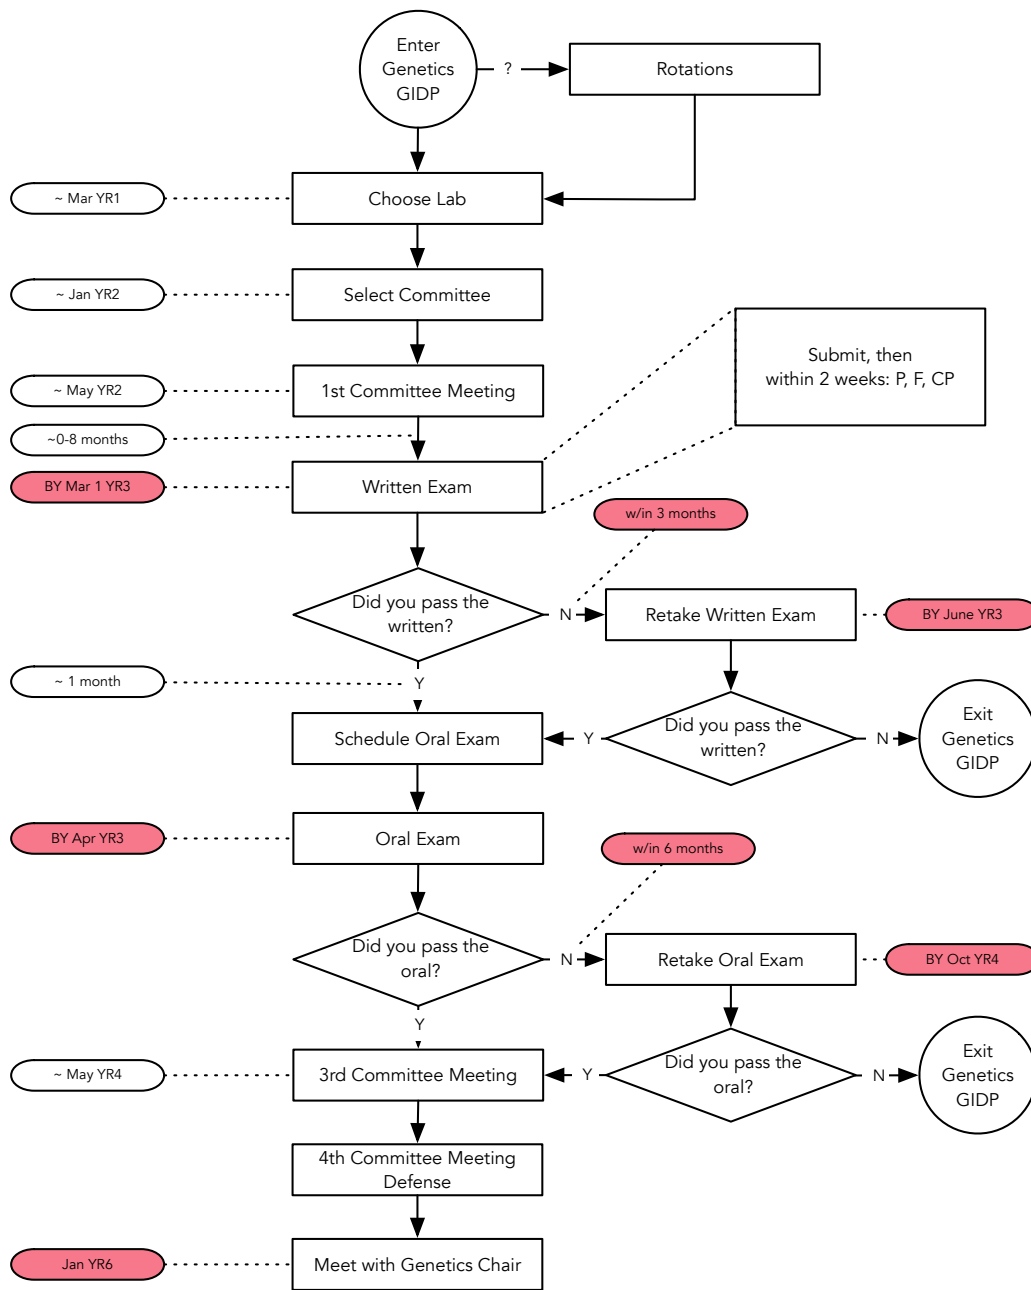 Enter
Genetics
GIDP
?
Rotations
~ Mar YR1
Choose Lab
~ Jan YR2
Select Committee
Submit, then
within 2 weeks: P, F, CP
~ May YR2
1st Committee Meeting
~0-8 months
BY Mar 1 YR3
Written Exam
w/in 3 months
Did you pass the
written?
N
Retake Written Exam
BY June YR3
~ 1 month
Y
Schedule Oral Exam
Y
Did you pass the
written?
N
Exit
Genetics
GIDP
BY Apr YR3
Oral Exam
w/in 6 months
Did you pass the
oral?
N
Retake Oral Exam
BY Oct YR4
Y
~ May YR4
3rd Committee Meeting
Y
Did you pass the
oral?
N
Exit
Genetics
GIDP
4th Committee Meeting
Defense
Jan YR6
Meet with Genetics Chair